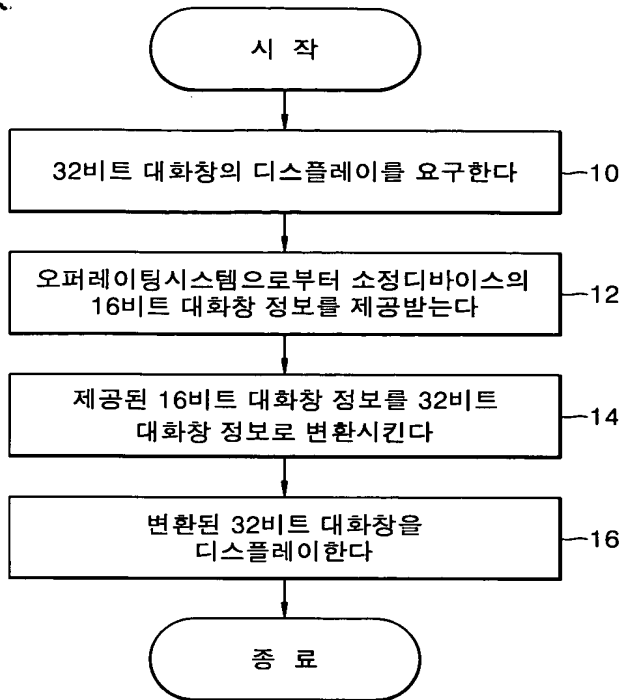 시 작
32비트 대화창의 디스플레이를 요구한다
10
오퍼레이팅시스템으로부터 소정디바이스의
16비트 대화창 정보를 제공받는다
12
제공된 16비트 대화창 정보를 32비트
대화창 정보로 변환시킨다
14
변환된 32비트 대화창을
디스플레이한다
16
종 료